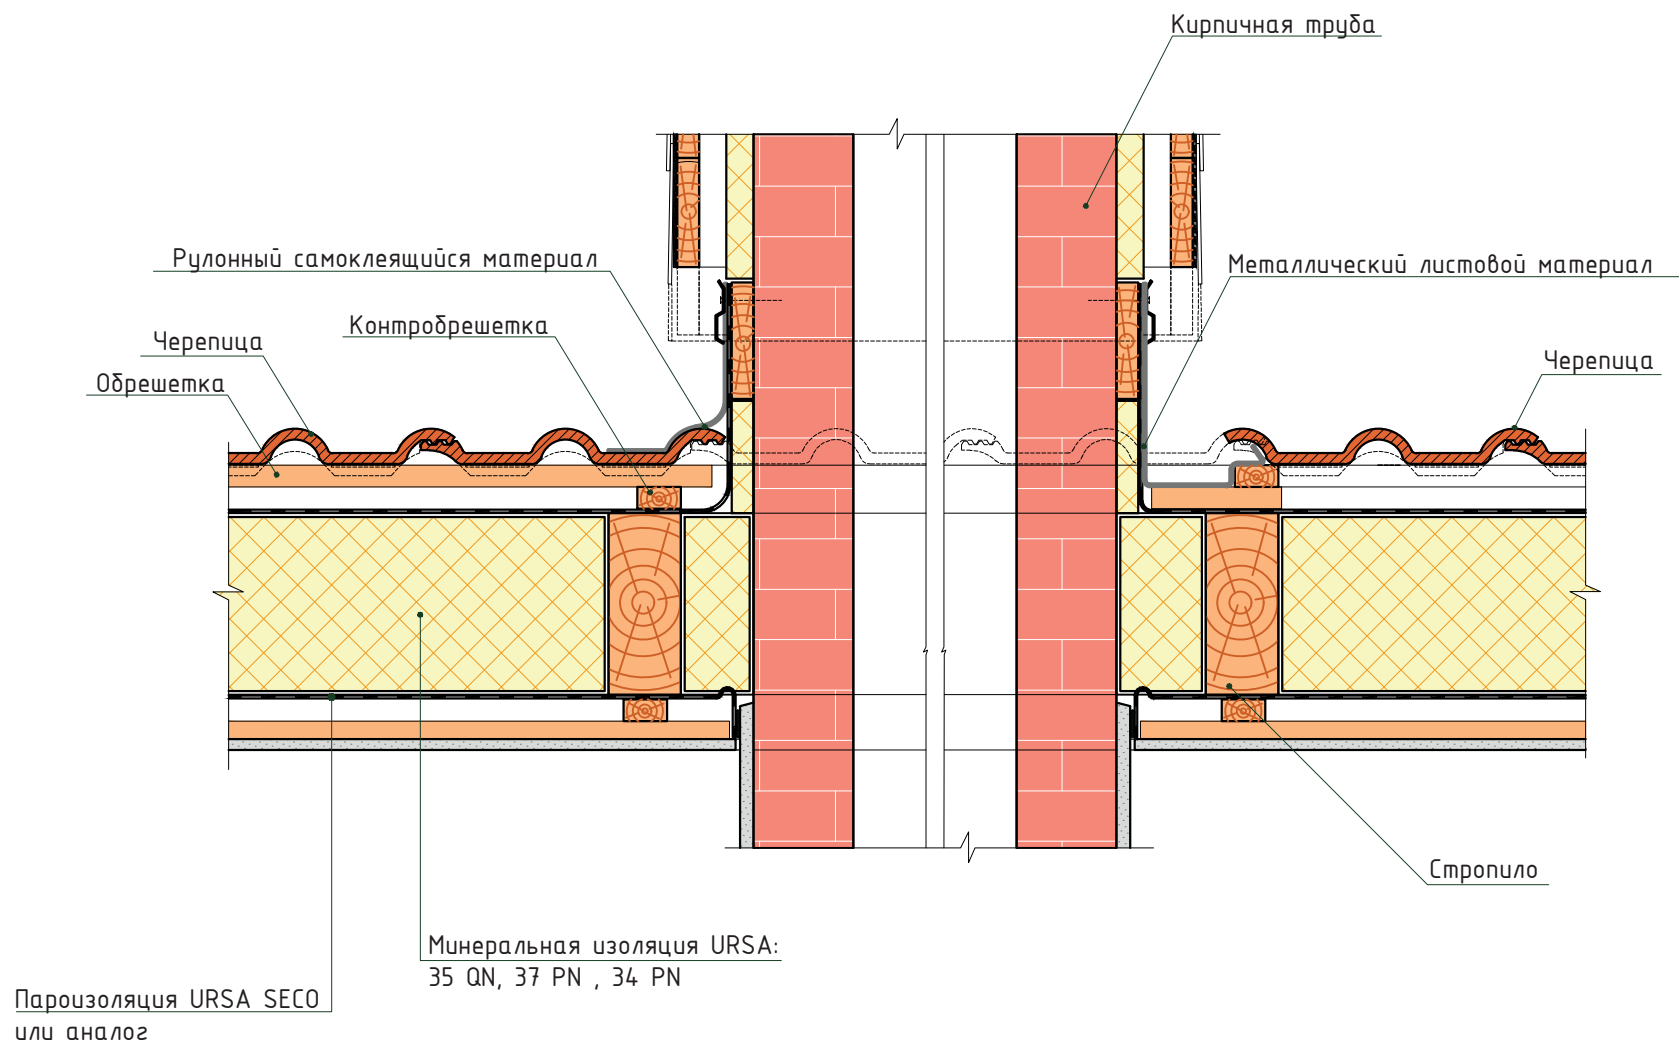 Кирпичная труба
Рулонный самоклеящийся материал
Металлический листовой материал
Контробрешетка
Черепица
Черепица
Обрешетка
Стропило
Минеральная изоляция URSA:
35 QN, 37 PN , 34 PN
Пароизоляция URSA SECO
или аналог